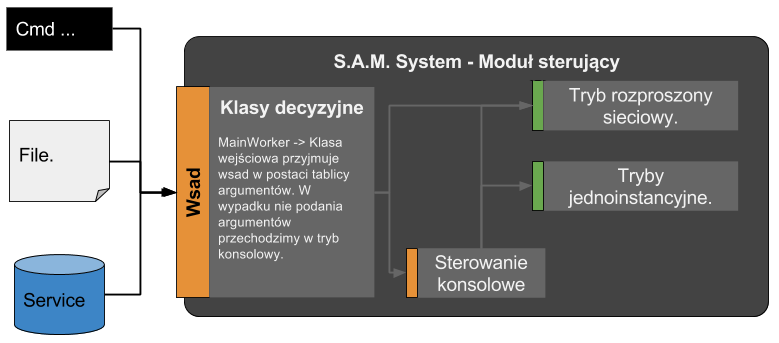 Cmd ...
File.
Service
S.A.M. System - Moduł sterujący
Wsad
Klasy decyzyjne
MainWorker -> Klasa
wejściowa przyjmuje
wsad w postaci tablicy
argumentów. W
wypadku nie podania
argumentów
przechodzimy w tryb
konsolowy.
Tryb rozproszony
sieciowy.
Tryby
jednoinstancyjne.
Sterowanie
konsolowe